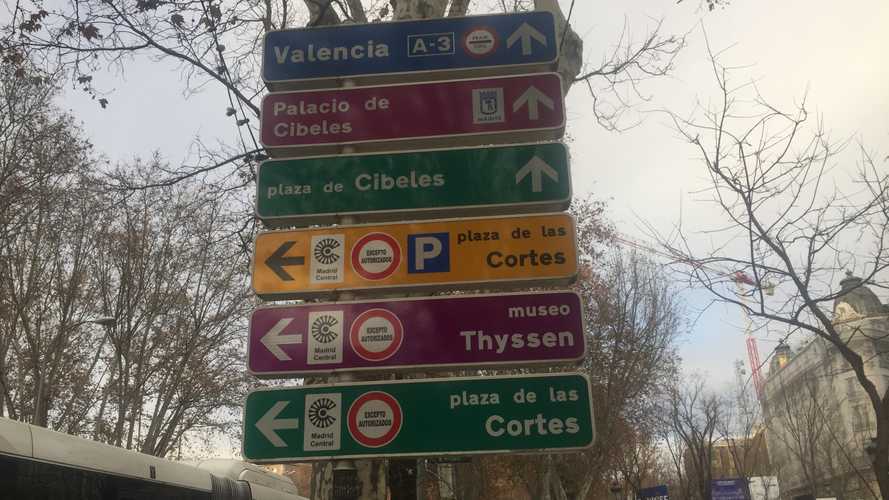 Valencia A-3
Palacio de
Cibeles
MADRID
plaza de Cibeles
Madrid
Central
EXCEPTO
AUTORIZADOS
P
plaza de las
Cortes
Madrid
Central
EXCEPTO
AUTORIZADOS
museo
Thyssen
Madrid
Central
EXCEPTO
AUTORIZADOS
plaza de las
Cortes